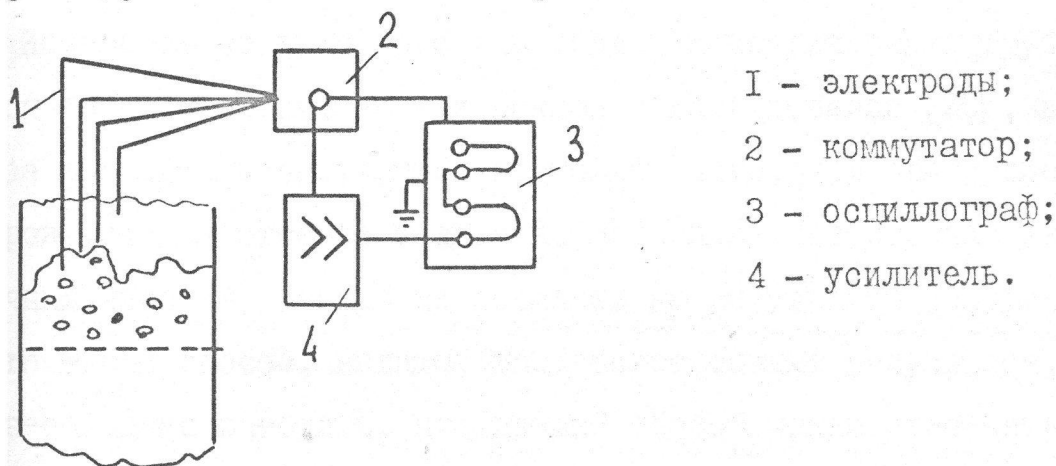 1
2
3
4
I - электроды;
2 - коммутатор;
3 - осциллограф;
4 - усилитель.